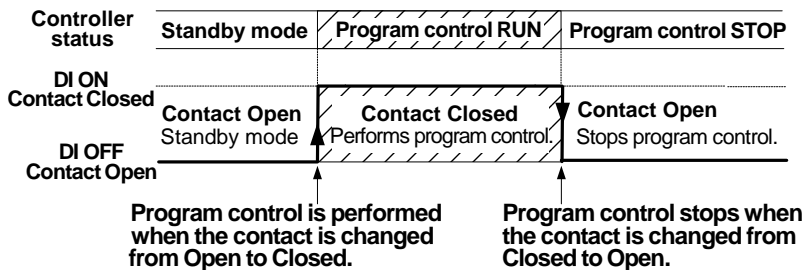 Controller
status
Standby mode
Program control RUN
Program control STOP
DI ON
Contact Closed
Contact Open
Standby mode
Contact Closed
Performs program control.
Contact Open
Stops program control.
DI OFF
Contact Open
Program control is performed
when the contact is changed
from Open to Closed.
Program control stops when
the contact is changed from
Closed to Open.